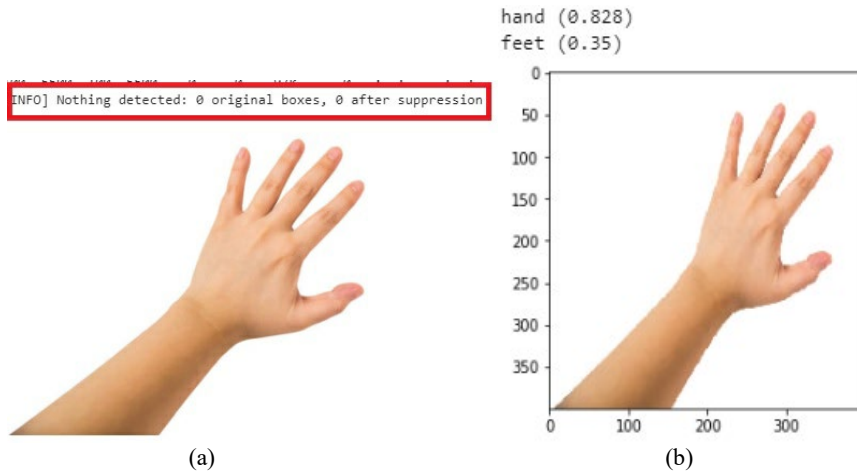 hand (0.828)
feet (0.35)
INFO] Nothing detected: 0 original boxes, 0 after suppression
0
50
100
150
200
250
300
350
0
100
200
300
(a)
(b)